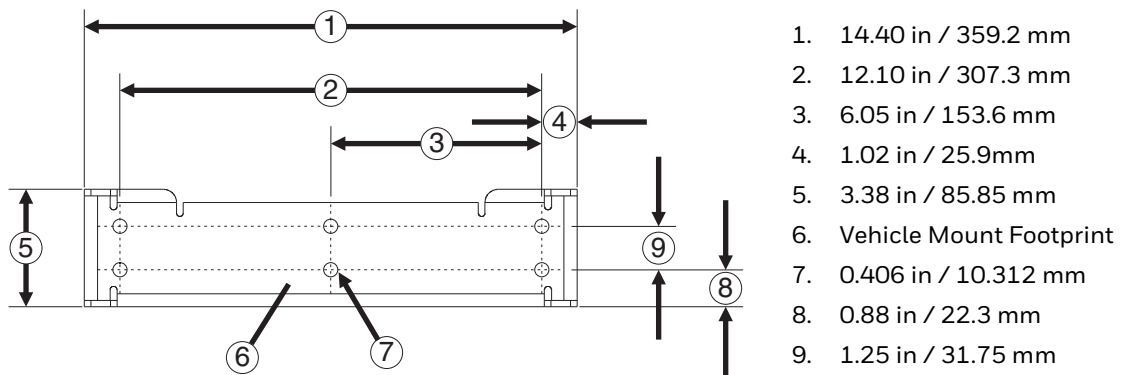 1
2
3
4
5
6
7
8
9
1. 14.40 in / 359.2 mm
2. 12.10 in / 307.3 mm
3. 6.05 in / 153.6 mm
4. 1.02 in / 25.9mm
5. 3.38 in / 85.85 mm
6. Vehicle Mount Footprint
7. 0.406 in / 10.312 mm
8. 0.88 in / 22.3 mm
9. 1.25 in / 31.75 mm